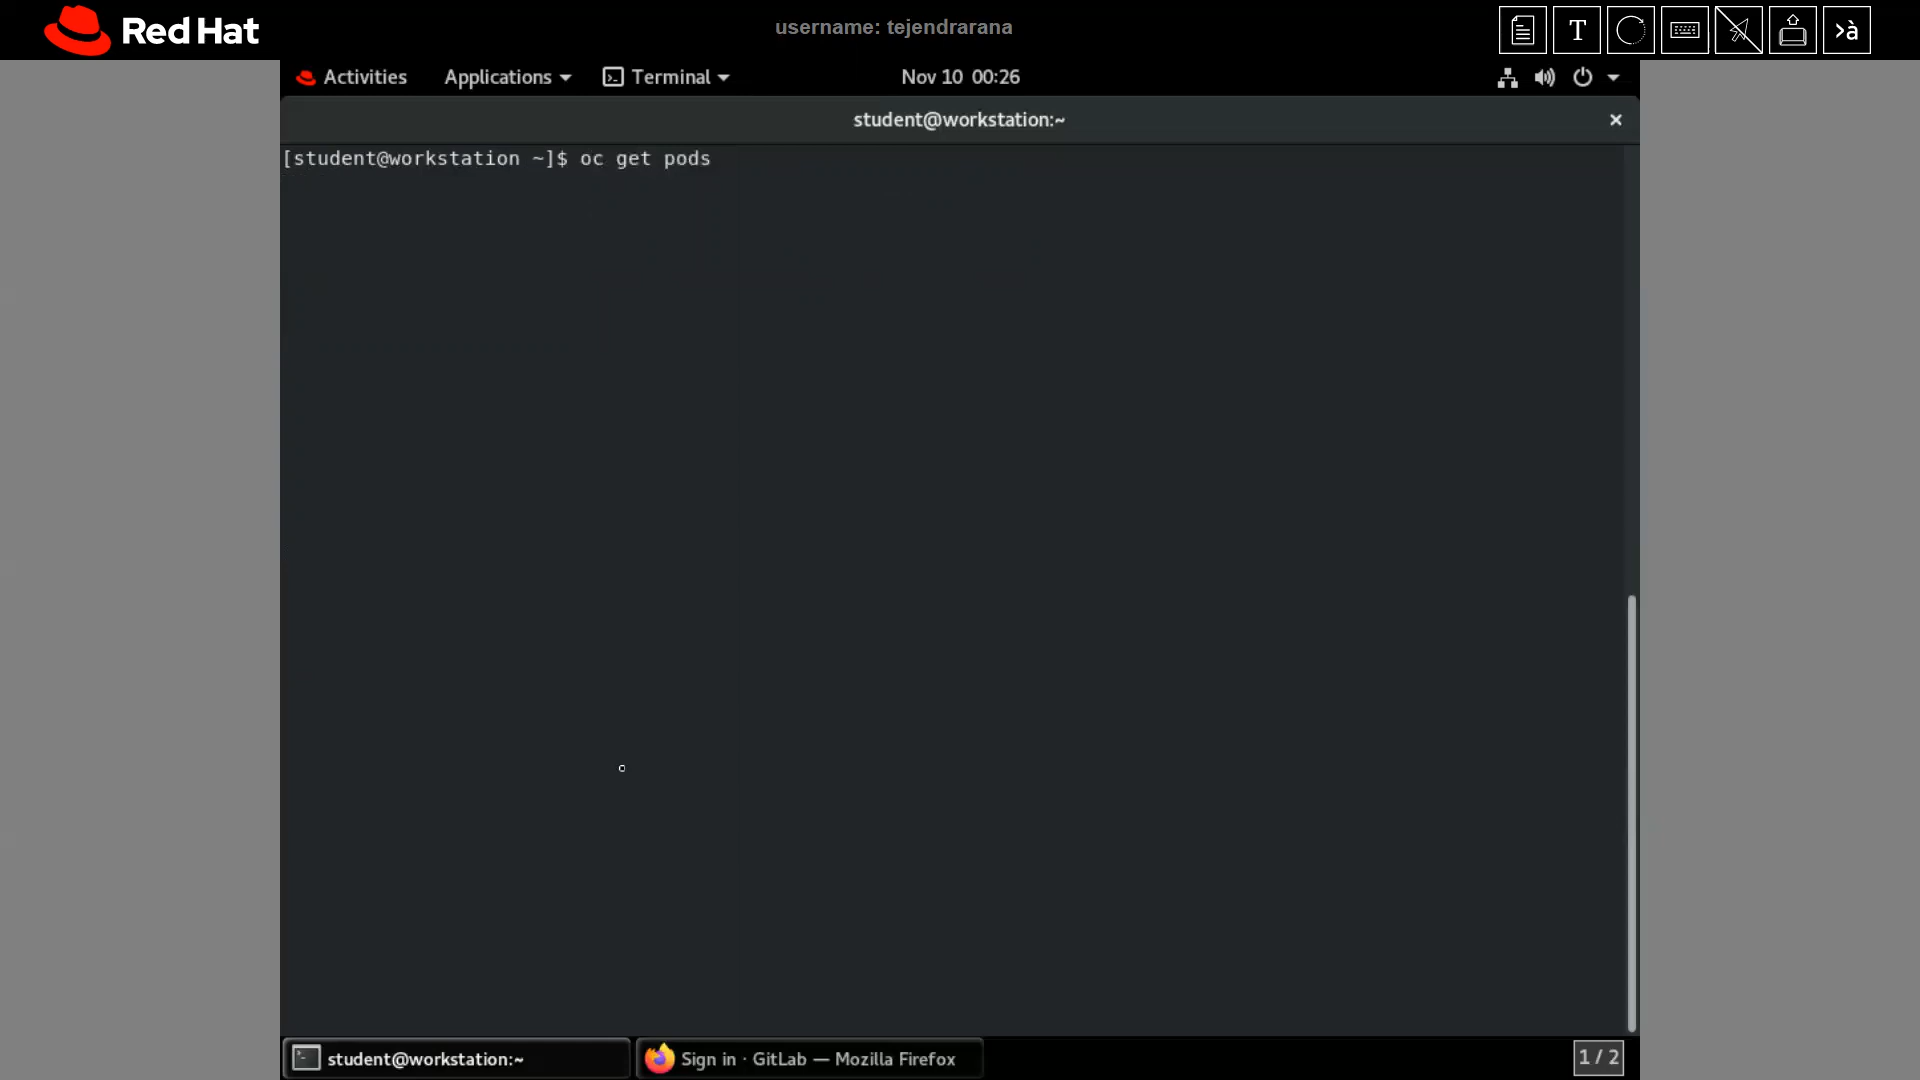 Red Hat
username: tejendrarana
T
>à
Activities
Applications
Terminal
Nov 10 00:26
student@workstation:~
×
[student@workstation ~]$ oc get pods
student@workstation:~
Sign in · GitLab — Mozilla Firefox
1 / 2